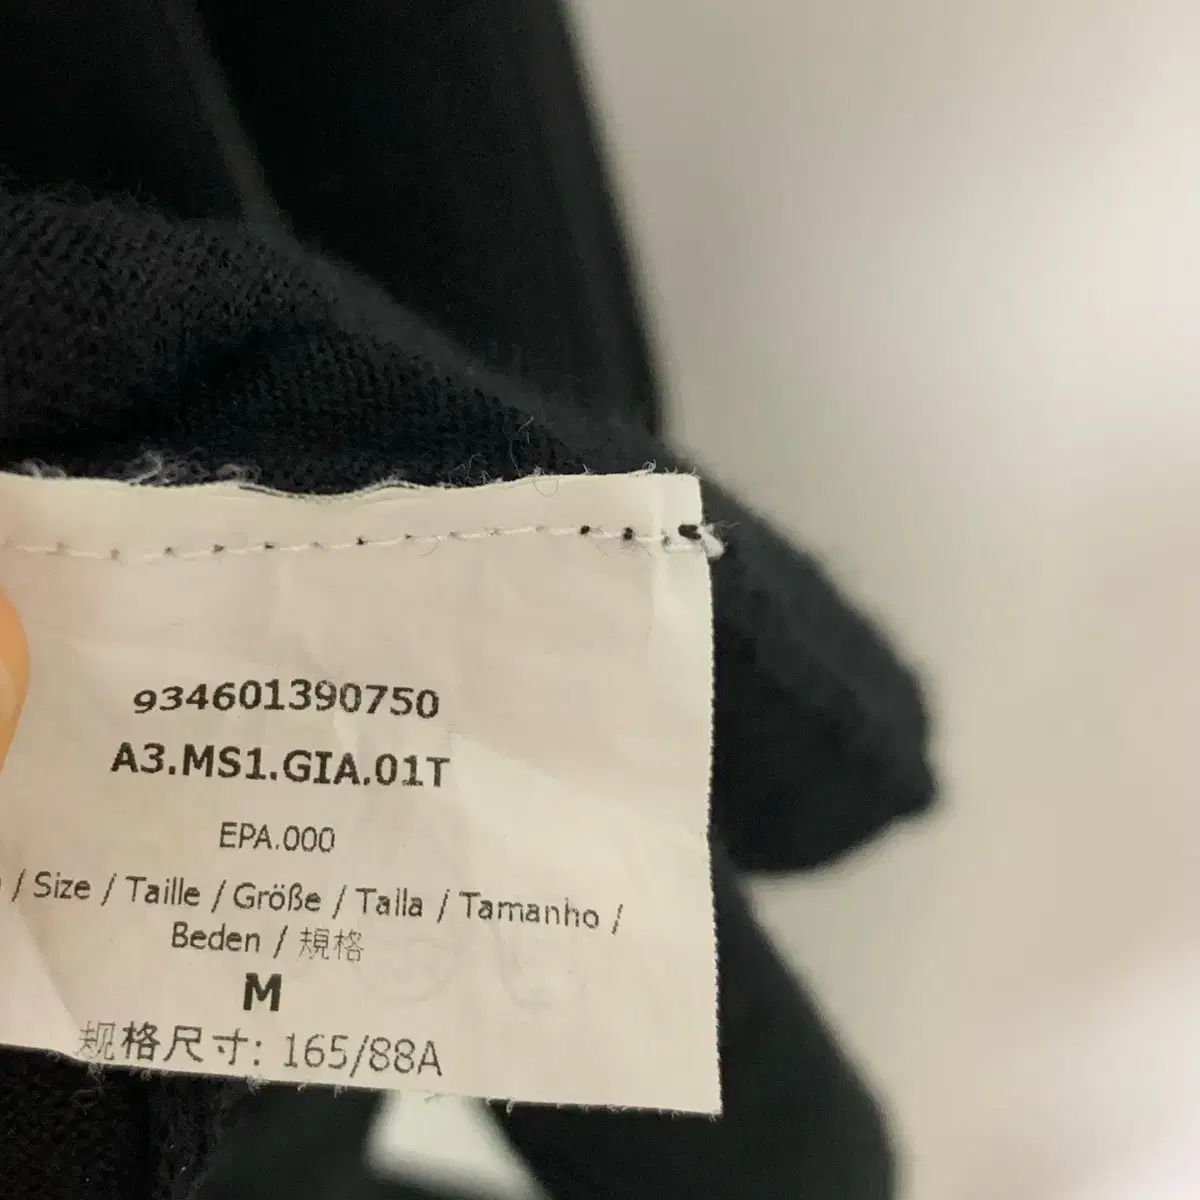 934601390750
A3.MS1.GIA.01T
EPA.000
/ Size / Taille / Größe / Talla / Tamanho /
Beden / 規格
M
规格尺寸: 165/88A